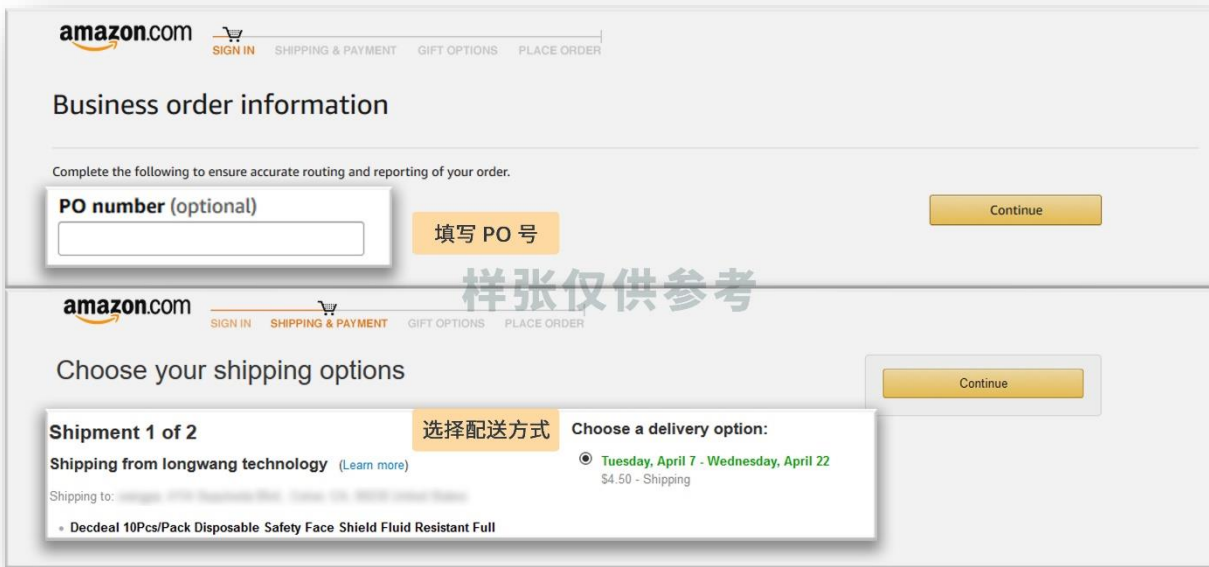 amazon.com
SIGN IN SHIPPING & PAYMENT GIFT OPTIONS PLACE ORDER
Business order information
Complete the following to ensure accurate routing and reporting of your order.
PO number (optional)
填写 PO 号
Continue
样张仅供参考
amazon.com
SIGN IN SHIPPING & PAYMENT GIFT OPTIONS PLACE ORDER
Choose your shipping options
Continue
Shipment 1 of 2
选择配送方式
Choose a delivery option:
Shipping from longwang technology (Learn more)
Tuesday, April 7 - Wednesday, April 22
$4.50 - Shipping
Shipping to:
Decdeal 10Pcs/Pack Disposable Safety Face Shield Fluid Resistant Full